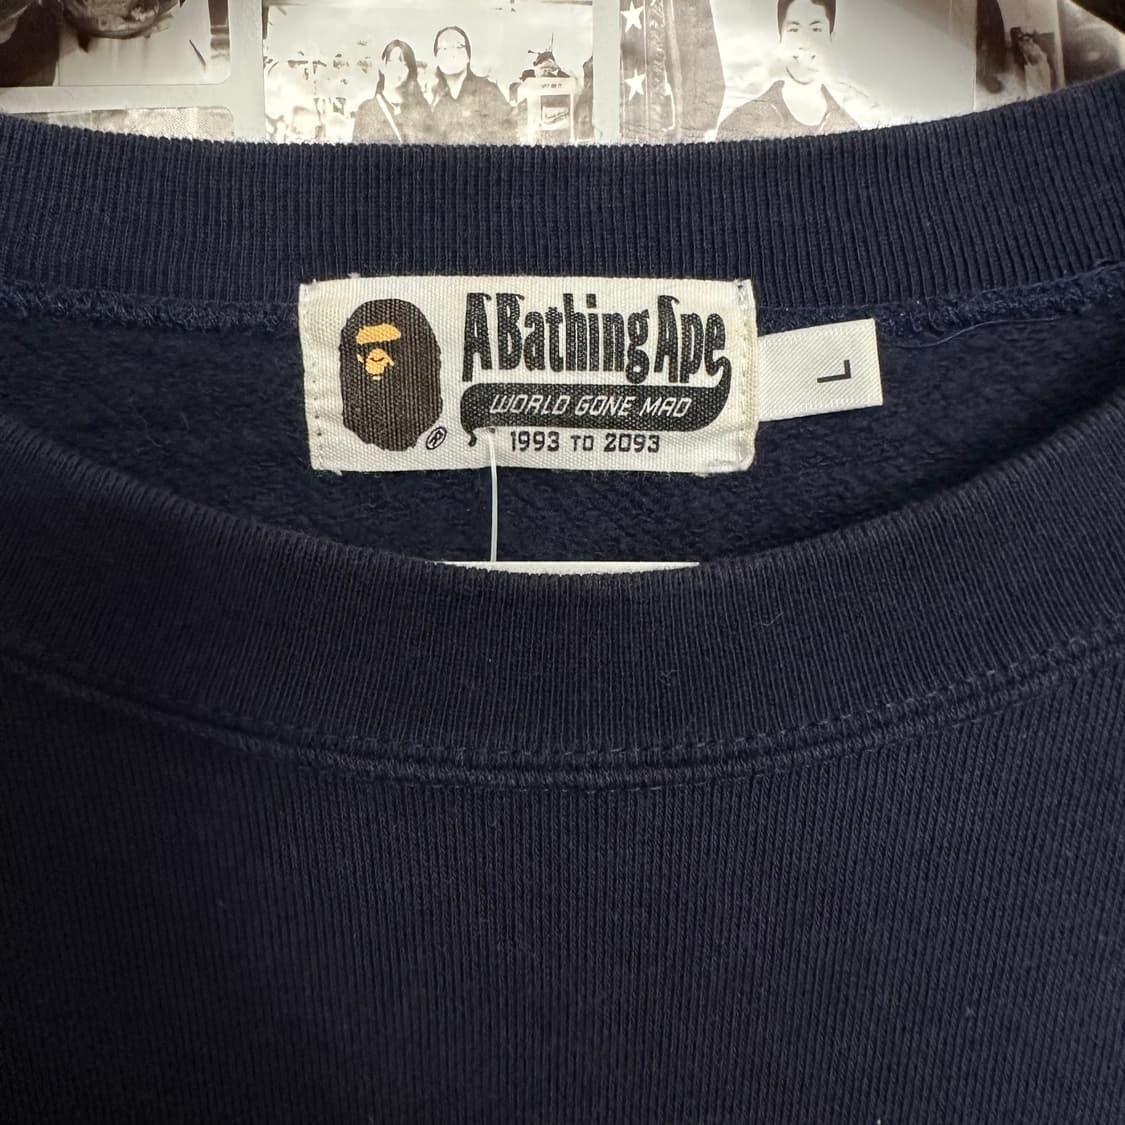 A Bathing Ape
WORLD GONE MAD
®
1993 TO 2093
L